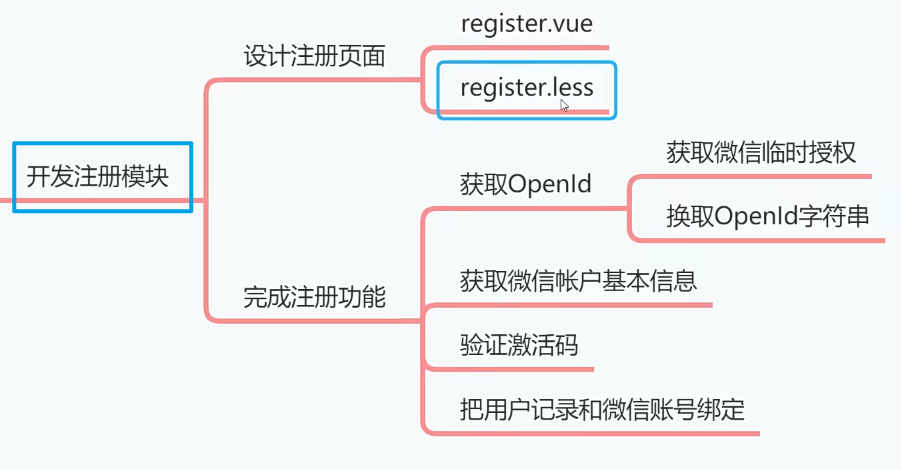 register.vue
设计注册页面
register.less
开发注册模块
获取微信临时授权
获取OpenId
换取OpenId字符串
获取微信帐户基本信息
完成注册功能
验证激活码
把用户记录和微信账号绑定